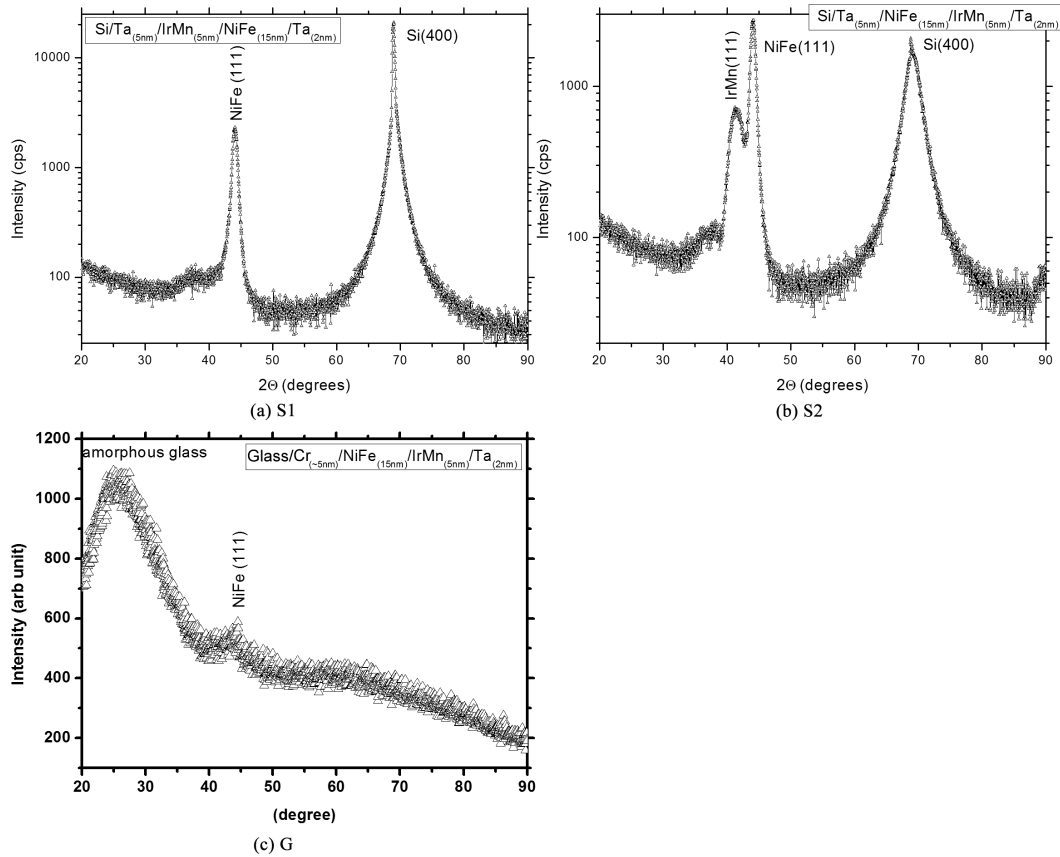 Si/Ta(5nm)/IrMn(5nm)/NiFe(15nm)/Ta(2nm)
NiFe (111)
Si(400)
Intensity (cps)
10000
1000
100
20 30 40 50 60 70 80 90
2Θ (degrees)
(a) S1
Si/Ta(5nm)/NiFe(15nm)/IrMn(5nm)/Ta(2nm)
IrMn(111)
NiFe(111)
Si(400)
Intensity (cps)
1000
100
20 30 40 50 60 70 80 90
2Θ (degrees)
(b) S2
Intensity (cps)
amorphous glass
Glass/Cr(~5nm)/NiFe(15nm)/IrMn(5nm)/Ta(2nm)
NiFe (111)
Intensity (arb unit)
1200
1000
800
600
400
200
20 30 40 50 60 70 80 90
(degree)
(c) G